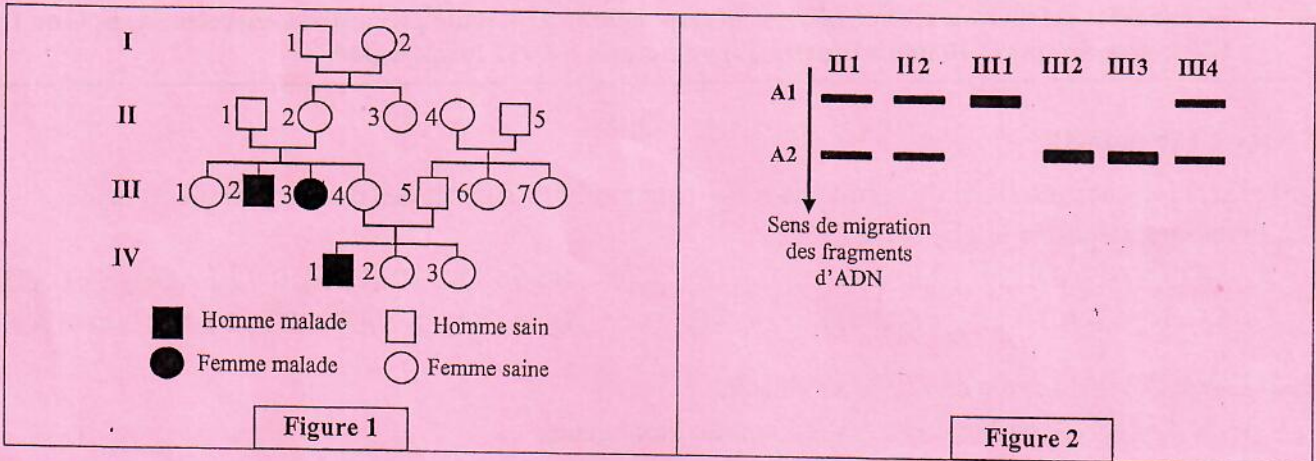 I
1
2
II
1
2
3
4
5
III
1
2
3
4
5
6
7
IV
1
2
3
Homme malade
Homme sain
Femme malade
Femme saine
Figure 1
II1 II2 III1 III2 III3 III4
A1
A2
Sens de migration
des fragments
d'ADN
Figure 2